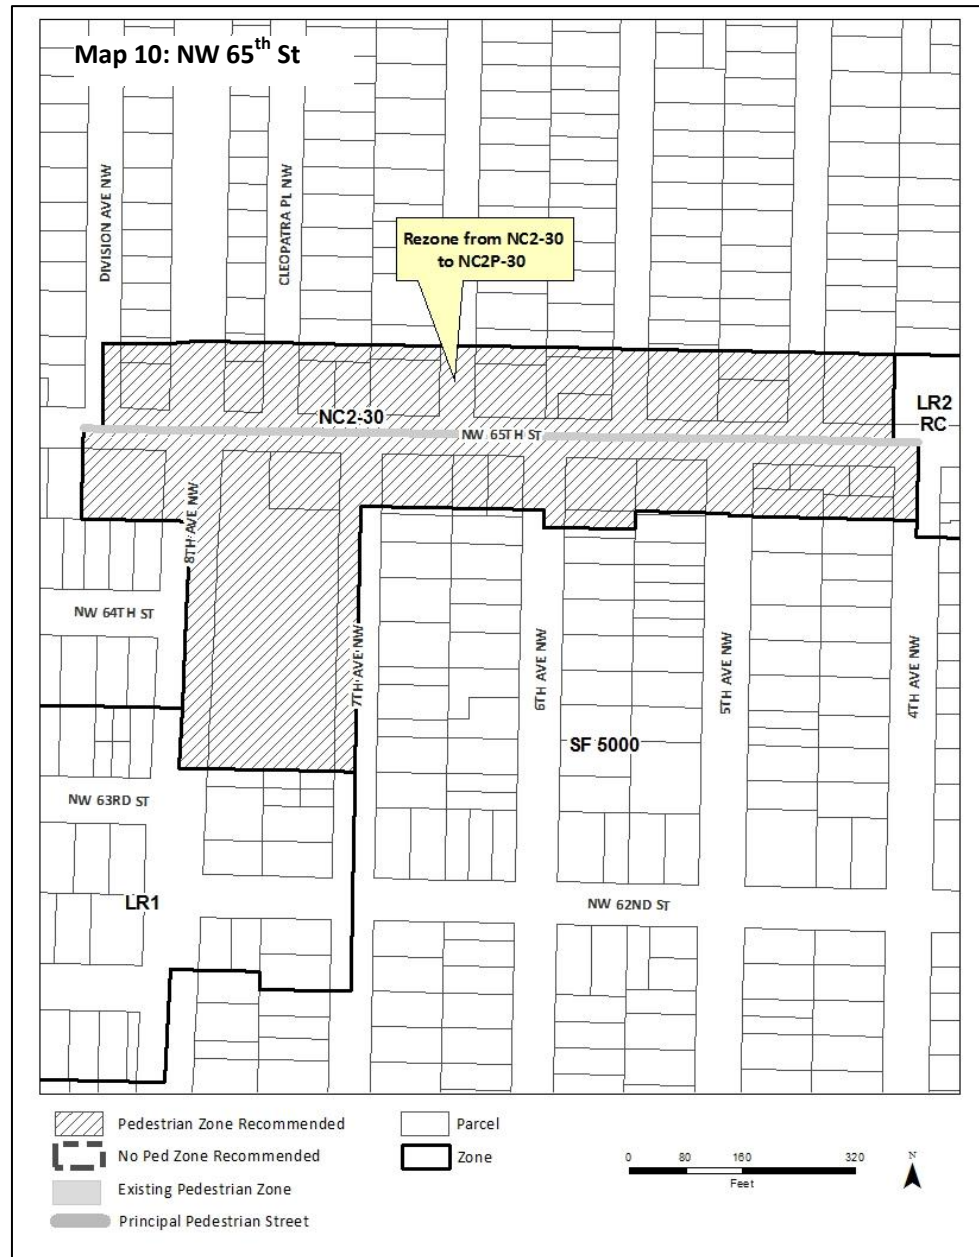 Map 10: NW 65th St
DIVISION AVE NW
CLEOPATRA PL NW
Rezone from NC2-30
to NC2P-30
NC2-30
LR2
RC
NW 65TH ST
8TH AVE NW
NW 64TH ST
7TH AVE NW
6TH AVE NW
5TH AVE NW
4TH AVE NW
SF 5000
NW 63RD ST
LR1
NW 62ND ST
Pedestrian Zone Recommended
No Ped Zone Recommended
Existing Pedestrian Zone
Principal Pedestrian Street
Parcel
Zone
0 80 160 320
Feet
N